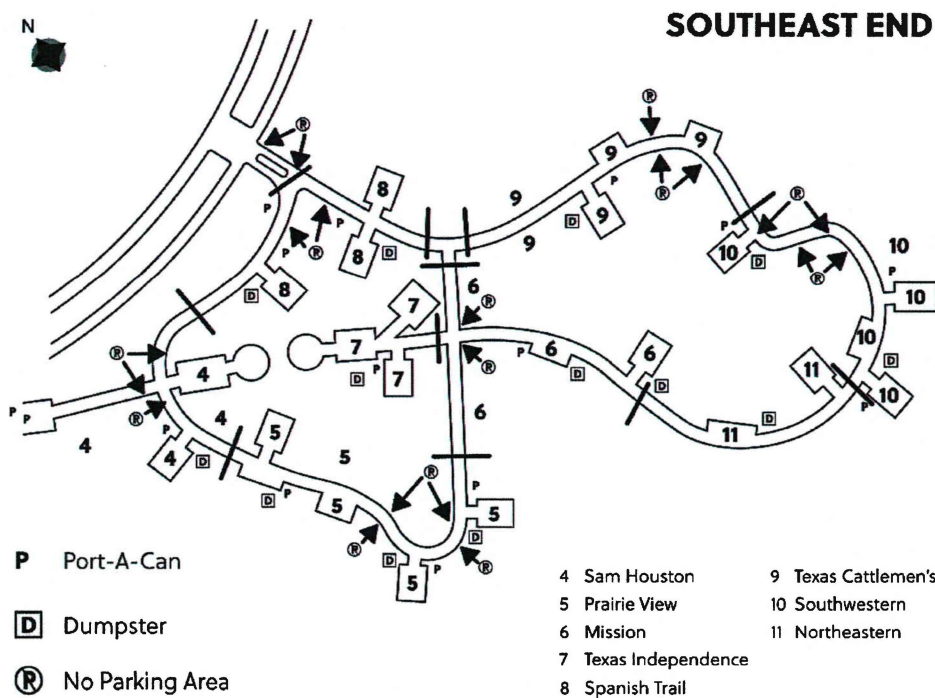 SOUTHEAST END
N
Ⓡ
Ⓡ
9
9
8
9
Ⓡ
Ⓡ
P
P
P
9
9
P
8
D
D
9
10
P
10
D
Ⓡ
Ⓡ
P
10
8
D
P
6
7
Ⓡ
10
7
6
6
11
D
D
P
7
P
D
D
Ⓡ
P
10
Ⓡ
4
D
11
P
P
4
Ⓡ
4
P
4
D
5
5
6
D
P
5
Ⓡ
P
5
D
Ⓡ
D
P
Ⓡ
5
P Port-A-Can
D Dumpster
Ⓡ No Parking Area
4 Sam Houston
5 Prairie View
6 Mission
7 Texas Independence
8 Spanish Trail
9 Texas Cattlemen's
10 Southwestern
11 Northeastern